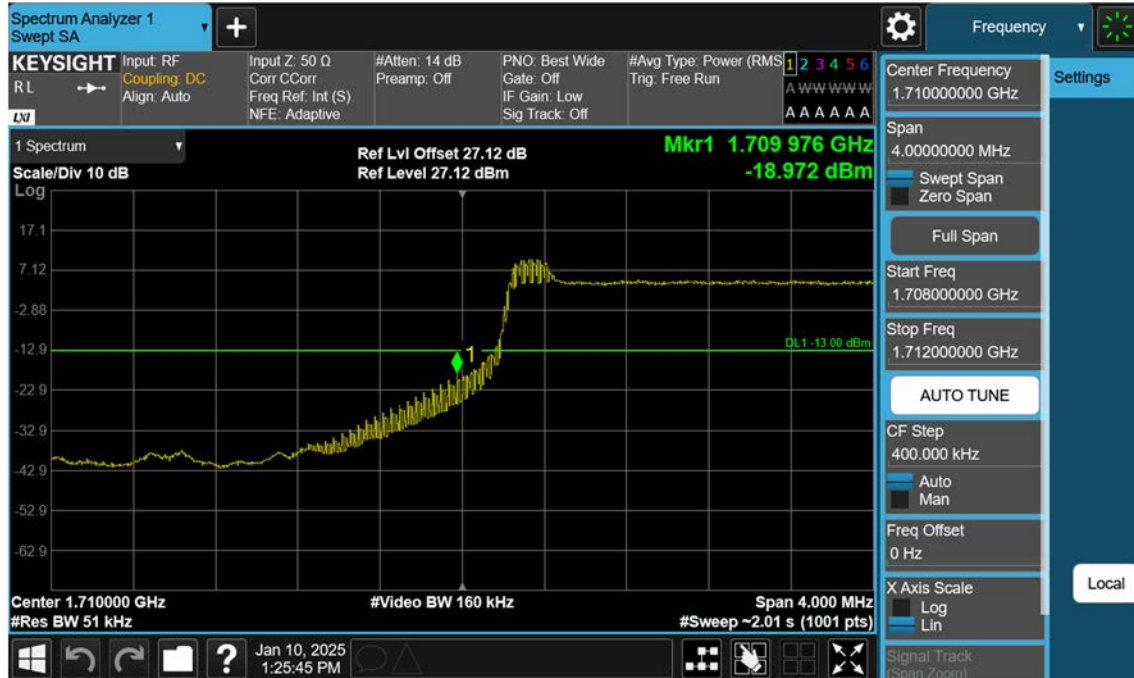 Spectrum Analyzer 1
Swept SA
Frequency
KEYSIGHT
R L
LXI
Input: RF
Coupling: DC
Align: Auto
Input Z: 50 Ω
Corr CCorr
Freq Ref: Int (S)
NFE: Adaptive
#Atten: 14 dB
Preamp: Off
PNO: Best Wide
Gate: Off
IF Gain: Low
Sig Track: Off
#Avg Type: Power (RMS
Trig: Free Run
1 2 3 4 5 6
A W W W W W
A A A A A A
1 Spectrum
Scale/Div 10 dB
Log
Ref Lvl Offset 27.12 dB
Ref Level 27.12 dBm
Mkr1 1.709 976 GHz
-18.972 dBm
17.1
7.12
-2.88
-12.9
-22.9
-32.9
-42.9
-52.9
-62.9
DL1 -13.00 dBm
1
Center 1.710000 GHz
#Res BW 51 kHz
#Video BW 160 kHz
Span 4.000 MHz
#Sweep ~2.01 s (1001 pts)
Center Frequency
1.710000000 GHz
Span
4.00000000 MHz
Swept Span
Zero Span
Full Span
Start Freq
1.708000000 GHz
Stop Freq
1.712000000 GHz
AUTO TUNE
CF Step
400.000 kHz
Auto
Man
Freq Offset
0 Hz
X Axis Scale
Log
Lin
Signal Track
(Span Zoom)
Settings
Local
?
Jan 10, 2025
1:25:45 PM